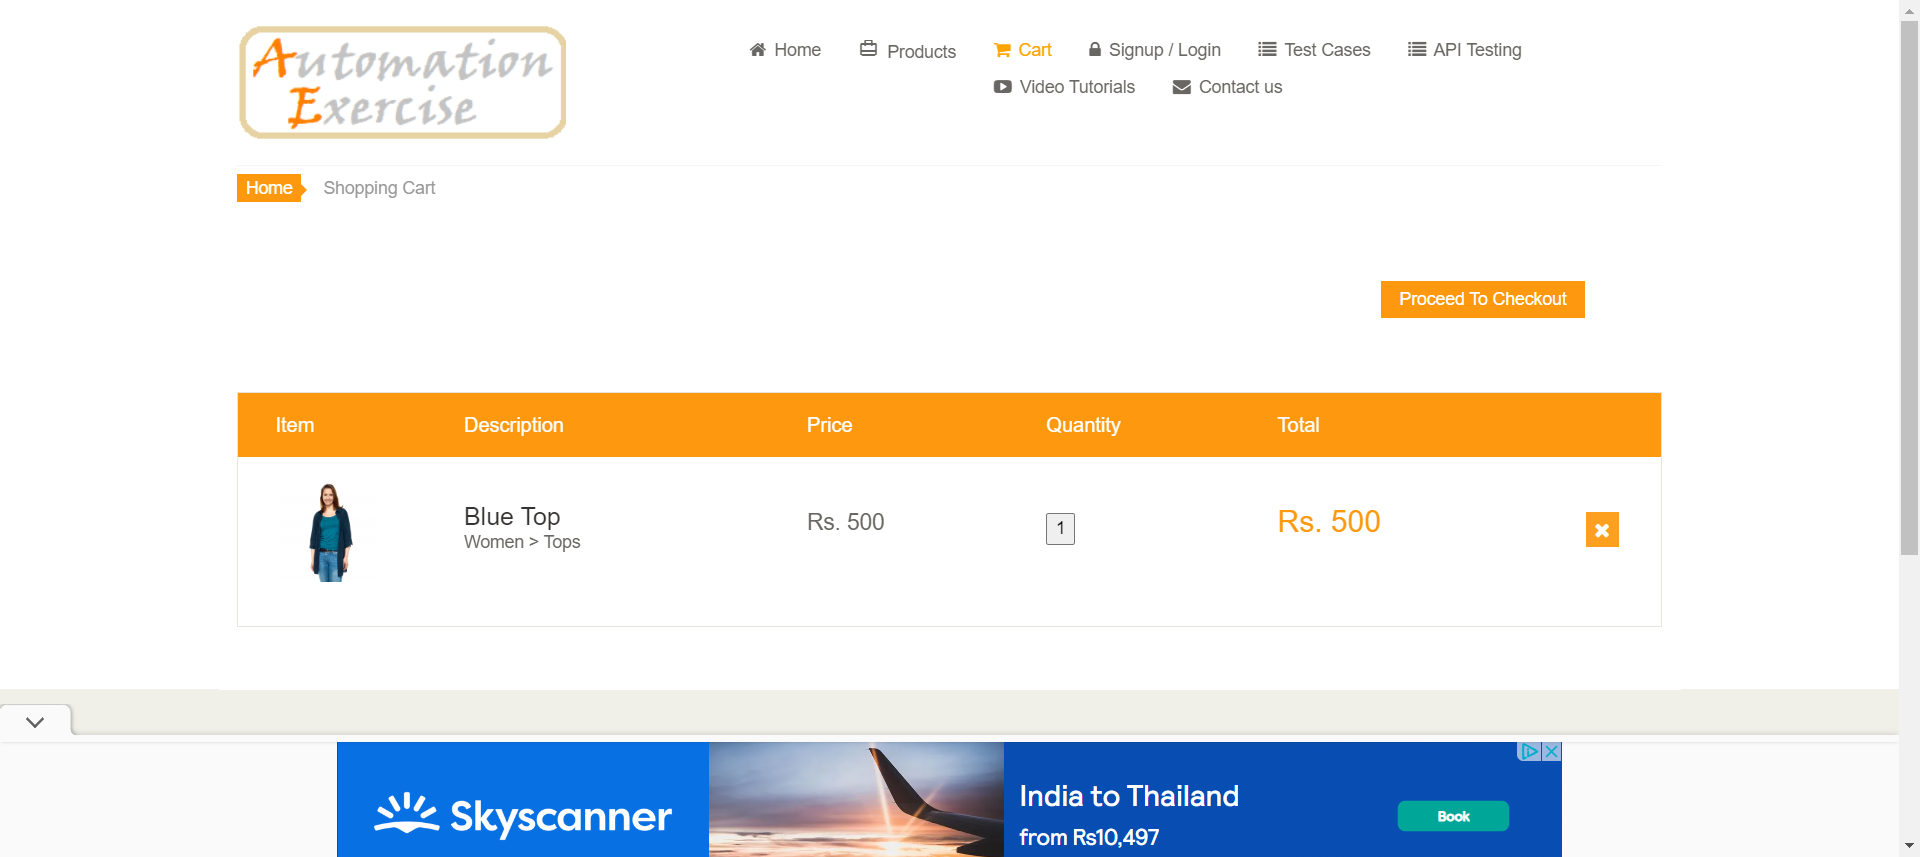 Automation
Exercise
Home Products Cart Signup / Login Test Cases API Testing
Video Tutorials Contact us
Home Shopping Cart
Proceed To Checkout
Item Description Price Quantity Total
Blue Top Rs. 500 1 Rs. 500
Women > Tops
Skyscanner
India to Thailand
from Rs10,497
Book